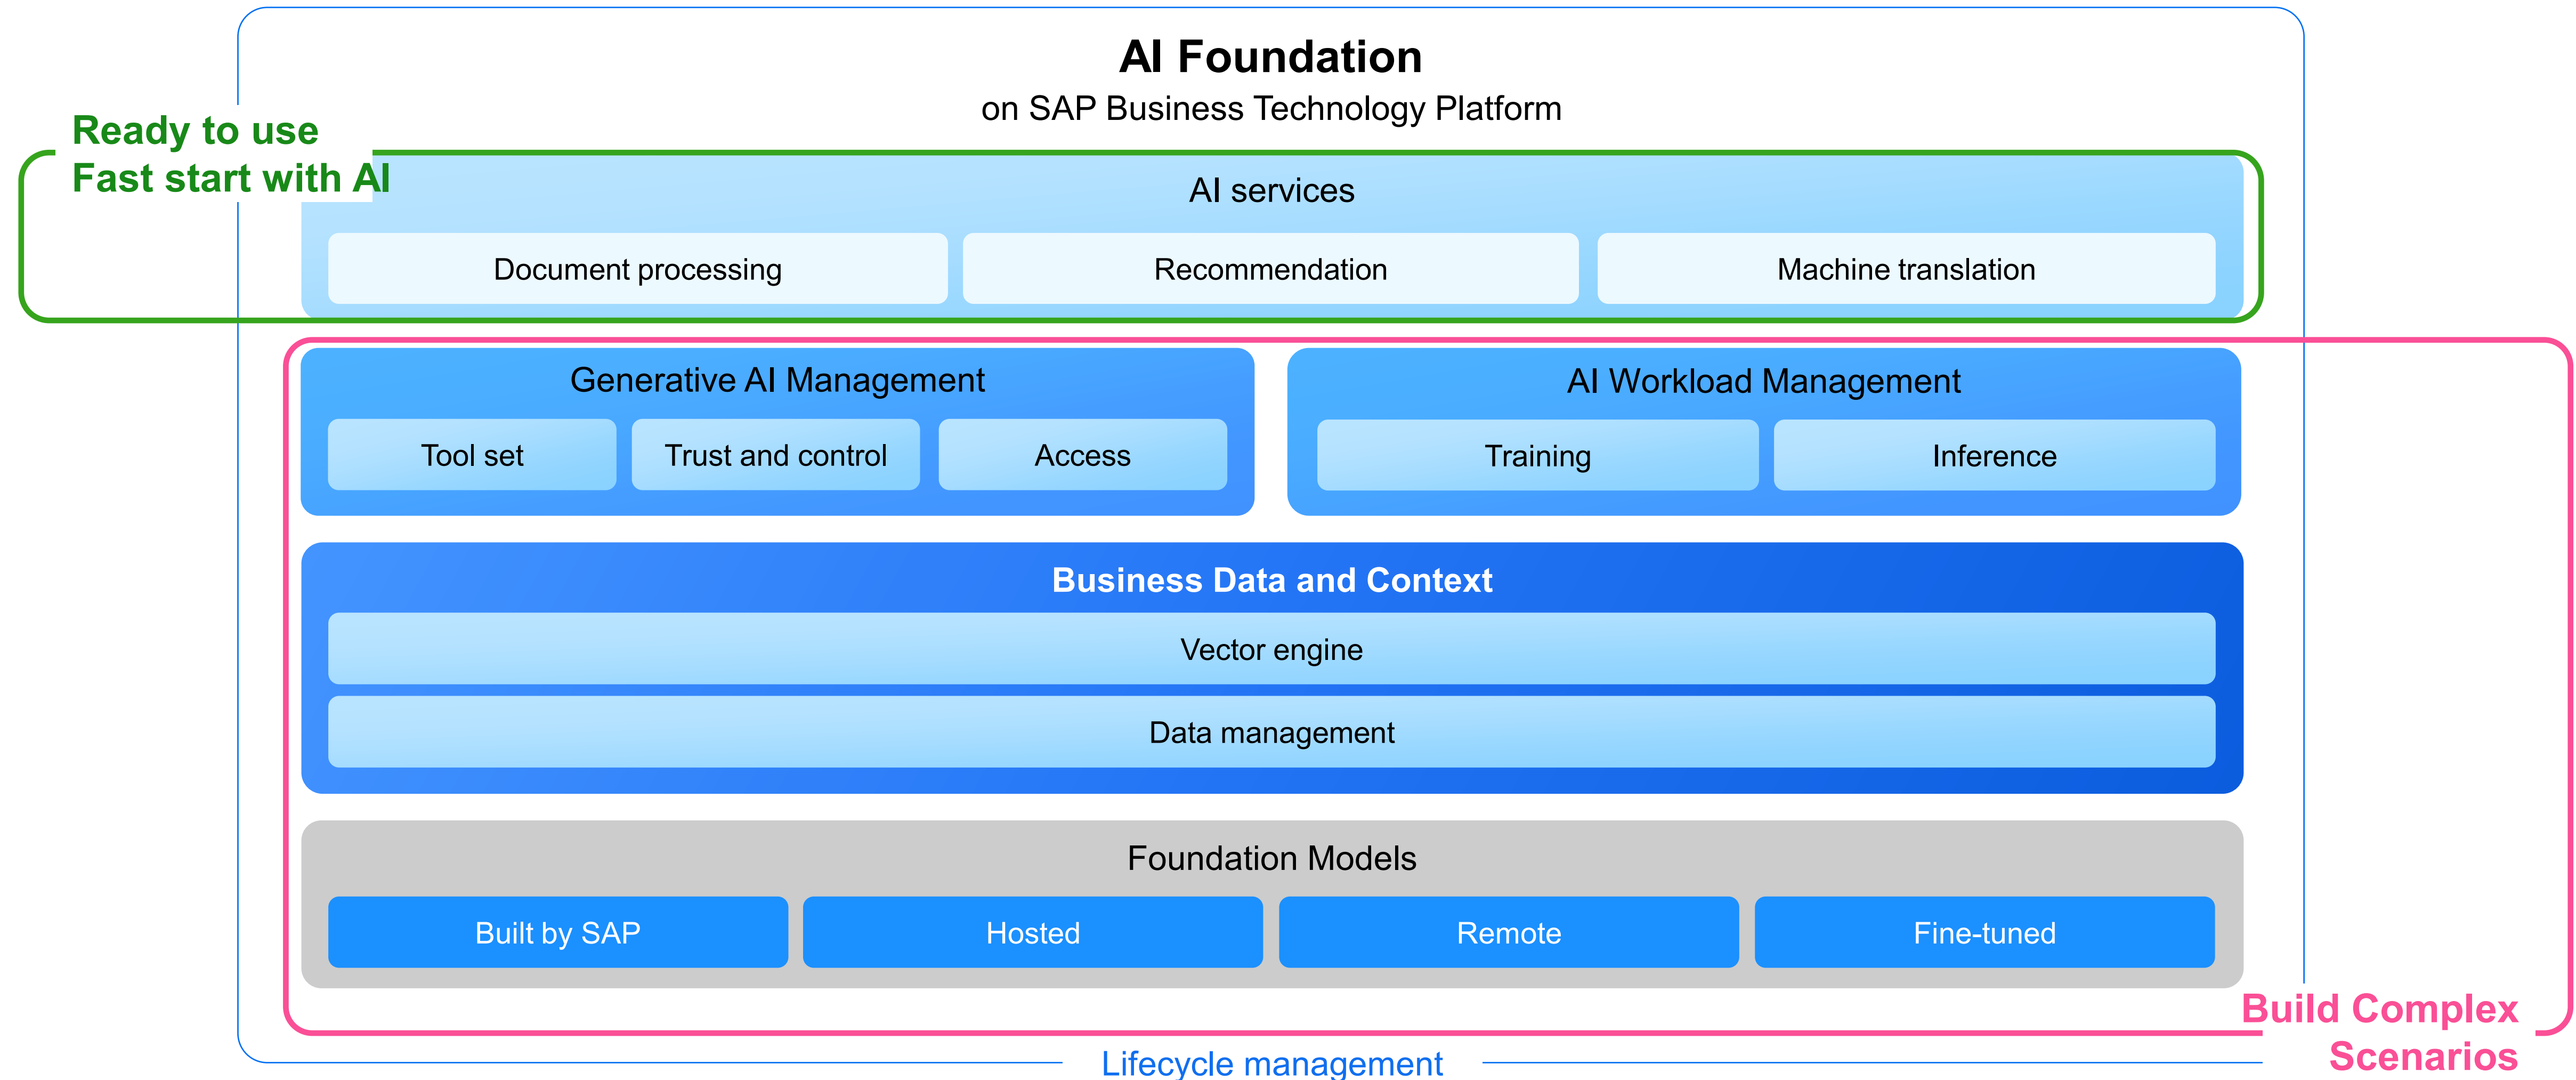 AI Foundation
on SAP Business Technology Platform
Ready to use
Fast start with AI
AI services
Document processing
Recommendation
Machine translation
Generative AI Management
Tool set
Trust and control
Access
AI Workload Management
Training
Inference
Business Data and Context
Vector engine
Data management
Foundation Models
Built by SAP
Hosted
Remote
Fine-tuned
Build Complex
Scenarios
Lifecycle management